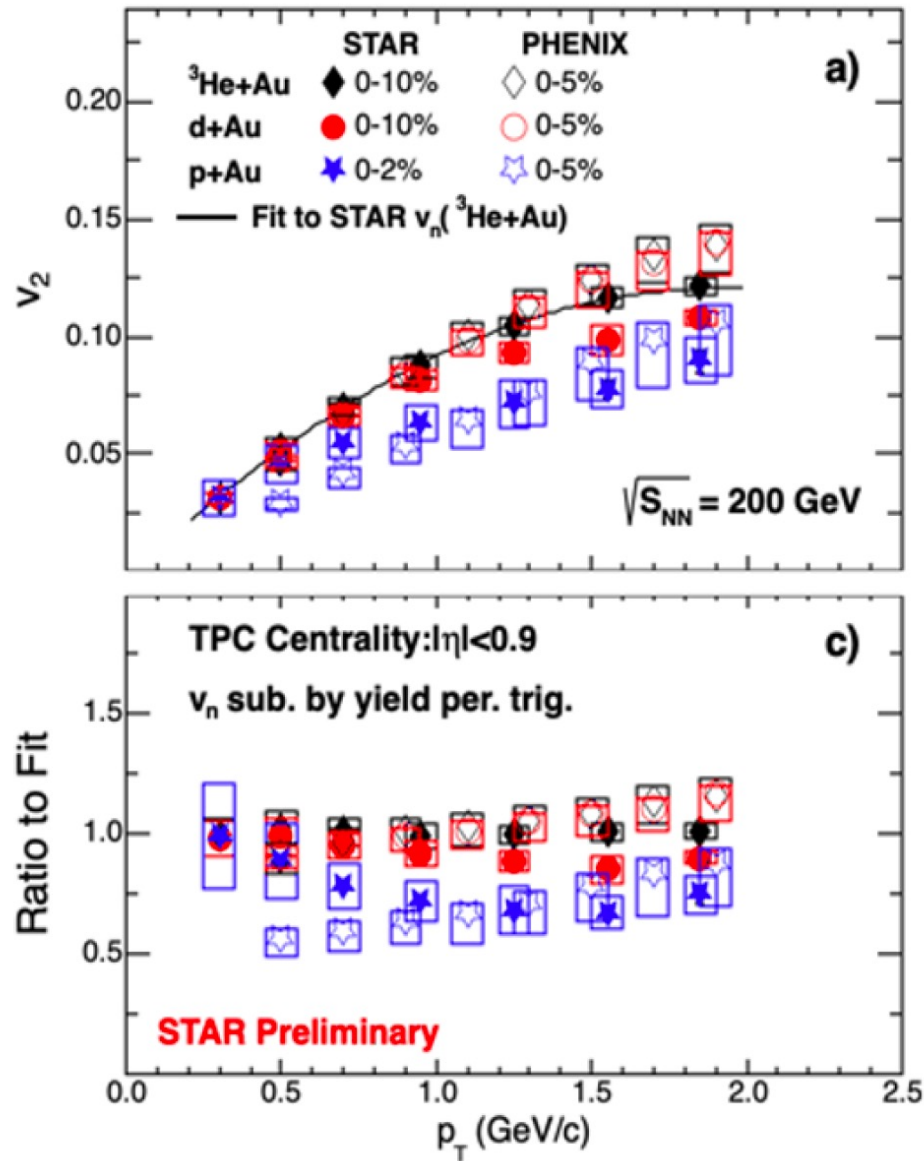 STAR PHENIX
a)
³He+Au 0-10% 0-5%
d+Au 0-10% 0-5%
p+Au 0-2% 0-5%
Fit to STAR vₙ(³He+Au)
0.20
0.15
0.10
0.05
v₂
√S_NN = 200 GeV
TPC Centrality:|η|<0.9
c)
vₙ sub. by yield per. trig.
1.5
1.0
0.5
Ratio to Fit
STAR Preliminary
0.0 0.5 1.0 1.5 2.0 2.5
p_T (GeV/c)